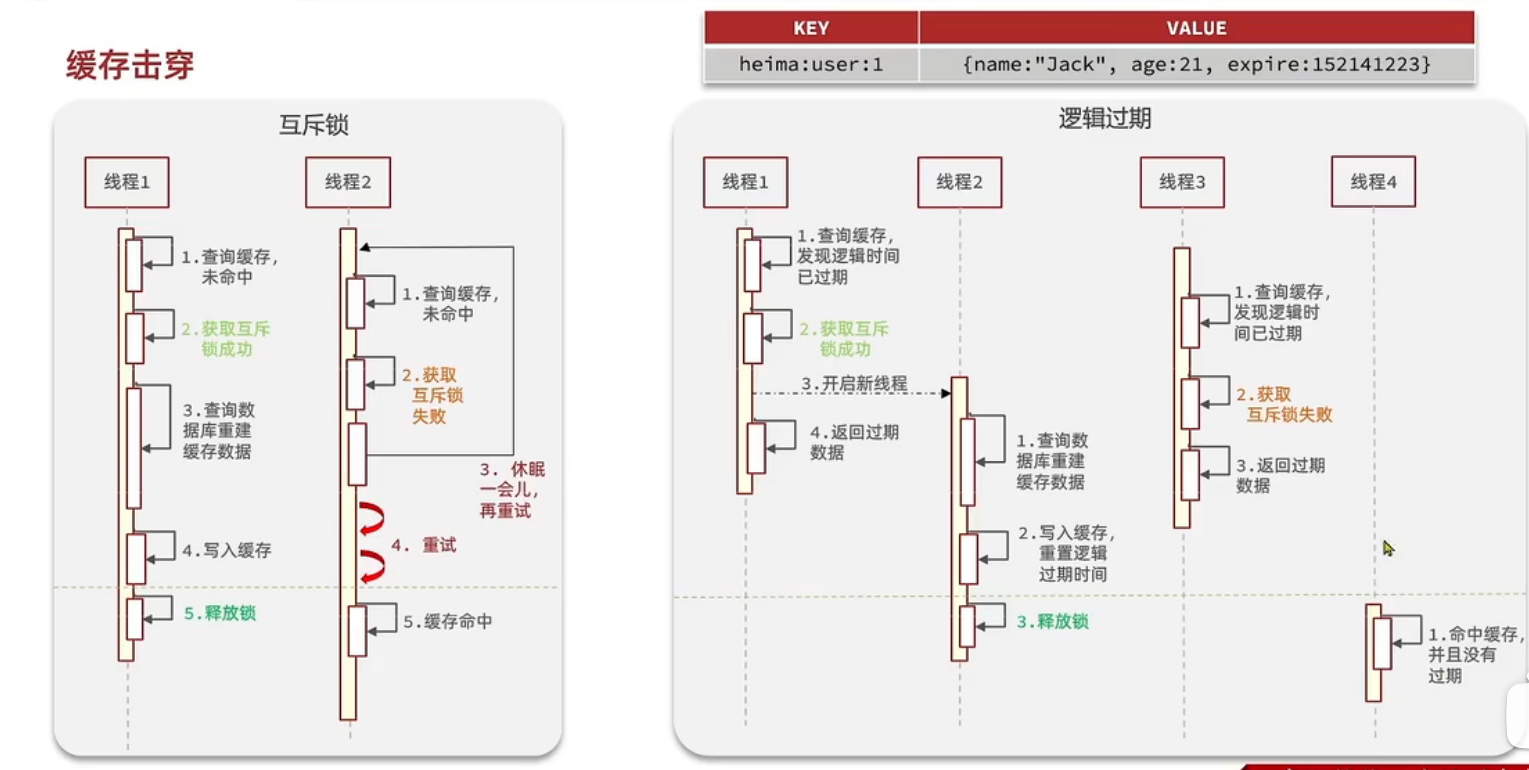 KEY
VALUE
heima:user:1
{name:"Jack", age:21, expire:152141223}
缓存击穿
互斥锁
线程1
线程2
1.查询缓存,
未命中
2.获取互斥
锁成功
3.查询数
据库重建
缓存数据
4.写入缓存
5.释放锁
1.查询缓存,
未命中
2.获取
互斥锁
失败
3. 休眠
一会儿,
再重试
4. 重试
5.缓存命中
逻辑过期
线程1
线程2
线程3
线程4
1.查询缓存,
发现逻辑时间
已过期
2.获取互斥
锁成功
3.开启新线程
4.返回过期
数据
1.查询数
据库重建
缓存数据
2.写入缓存,
重置逻辑
过期时间
3.释放锁
1.查询缓存,
发现逻辑时
间已过期
2.获取
互斥锁失败
3.返回过期
数据
1.命中缓存,
并且没有
过期